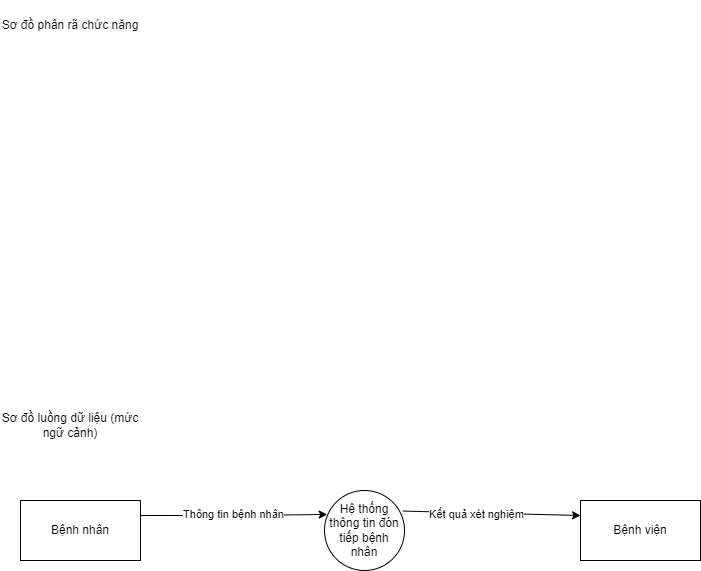 Sơ đồ phân rã chức năng
Sơ đồ luồng dữ liệu (mức
ngữ cảnh)
Bệnh nhân
Thông tin bệnh nhân
Hệ thống
thông tin đón
tiếp bệnh
nhân
Kết quả xét nghiệm
Bệnh viện